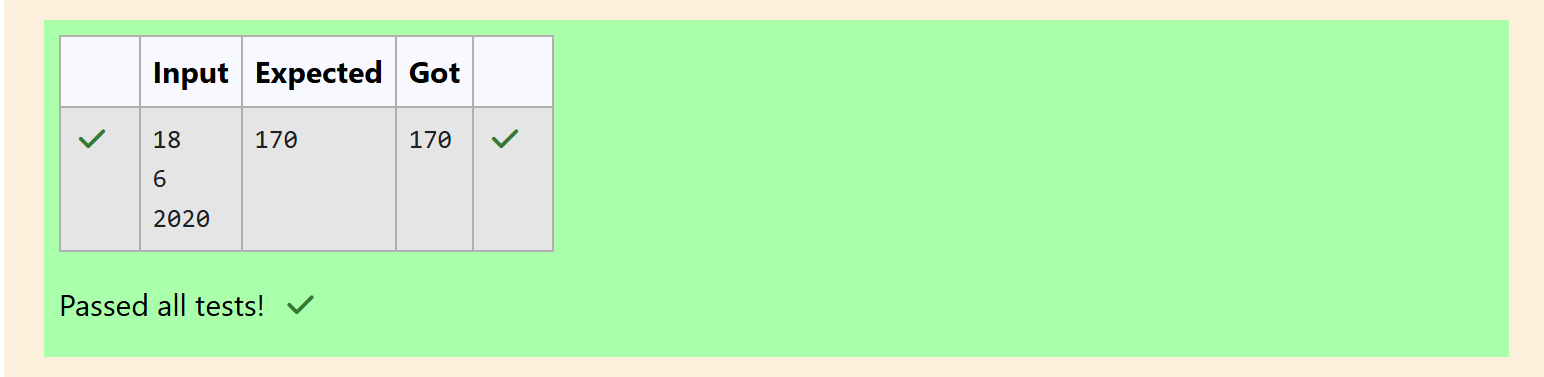 Input Expected Got
18 170 170
6
2020
Passed all tests!